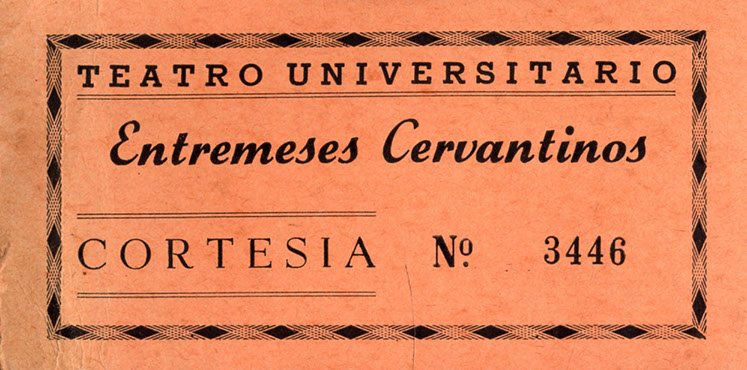 TEATRO UNIVERSITARIO
Entremeses Cervantinos
CORTESIA Nº 3446